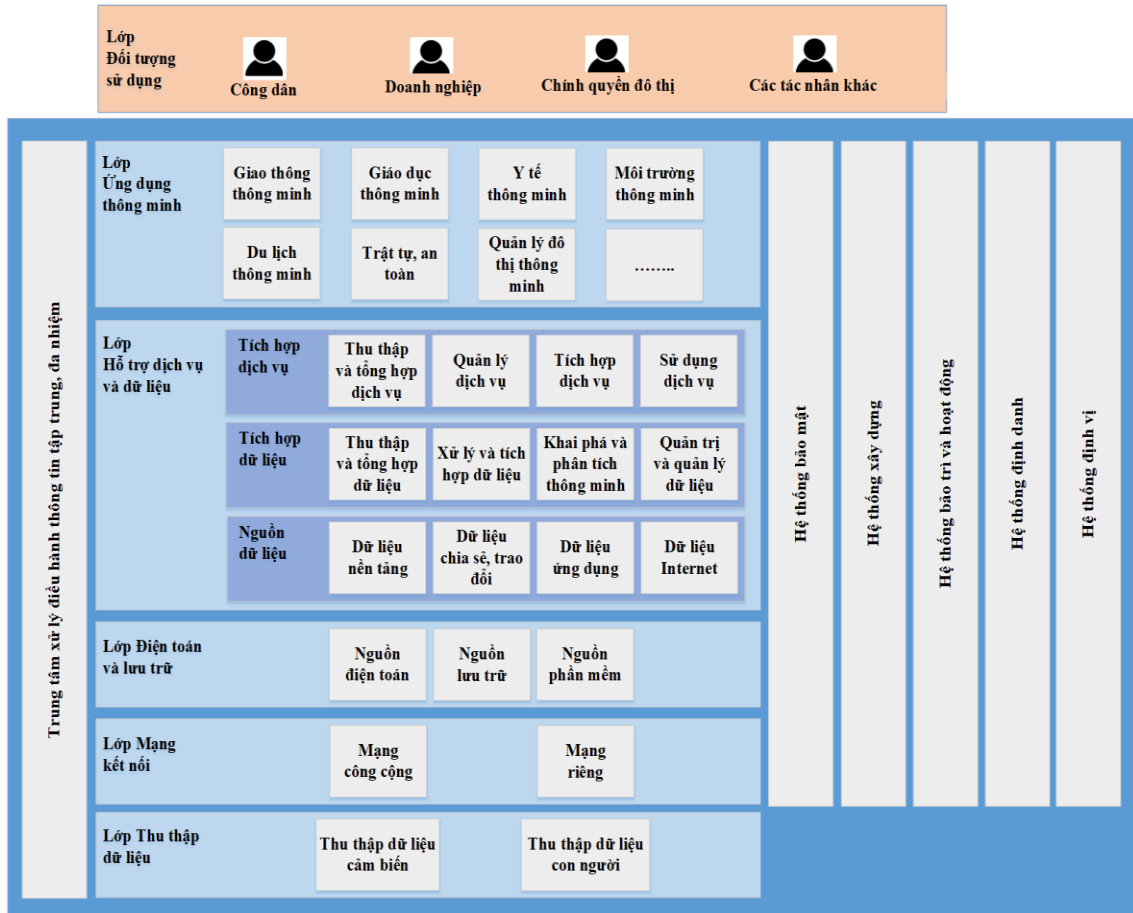 Lớp
Đối tượng
sử dụng
Công dân
Doanh nghiệp
Chính quyền đô thị
Các tác nhân khác
Trung tâm xử lý điều hành thông tin tập trung, đa nhiệm
Lớp
Ứng dụng
thông minh
Giao thông
thông minh
Giáo dục
thông minh
Y tế
thông minh
Môi trường
thông minh
Du lịch
thông minh
Trật tự, an
toàn
Quản lý đô
thị thông
minh
……..
Lớp
Hỗ trợ dịch vụ
và dữ liệu
Tích hợp
dịch vụ
Thu thập
và tổng hợp
dịch vụ
Quản lý
dịch vụ
Tích hợp
dịch vụ
Sử dụng
dịch vụ
Tích hợp
dữ liệu
Thu thập
và tổng hợp
dữ liệu
Xử lý và tích
hợp dữ liệu
Khai phá và
phân tích
thông minh
Quản trị
và quản lý
dữ liệu
Nguồn
dữ liệu
Dữ liệu
nền tảng
Dữ liệu
chia sẻ, trao
đổi
Dữ liệu
ứng dụng
Dữ liệu
Internet
Lớp Điện toán
và lưu trữ
Nguồn
điện toán
Nguồn
lưu trữ
Nguồn
phần mềm
Lớp Mạng
kết nối
Mạng
công cộng
Mạng
riêng
Lớp Thu thập
dữ liệu
Thu thập dữ liệu
cảm biến
Thu thập dữ liệu
con người
Hệ thống bảo mật
Hệ thống xây dựng
Hệ thống bảo trì và hoạt động
Hệ thống định danh
Hệ thống định vị